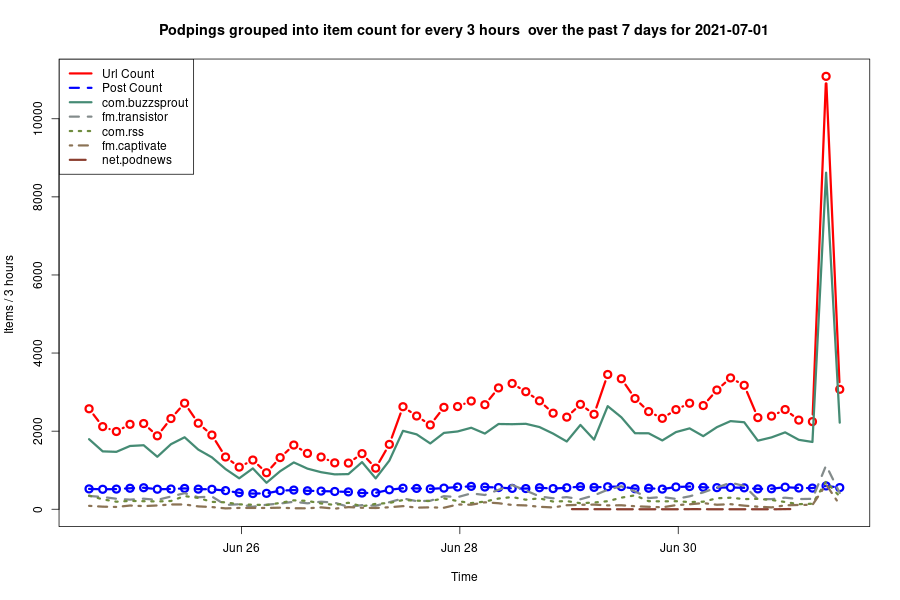 Podpings grouped into item count for every 3 hours  over the past 7 days for 2021-07-01
Url Count
Post Count
com.buzzsprout
fm.transistor
com.rss
fm.captivate
net.podnews
Items / 3 hours
10000
8000
6000
4000
2000
0
Jun 26
Jun 28
Jun 30
Time